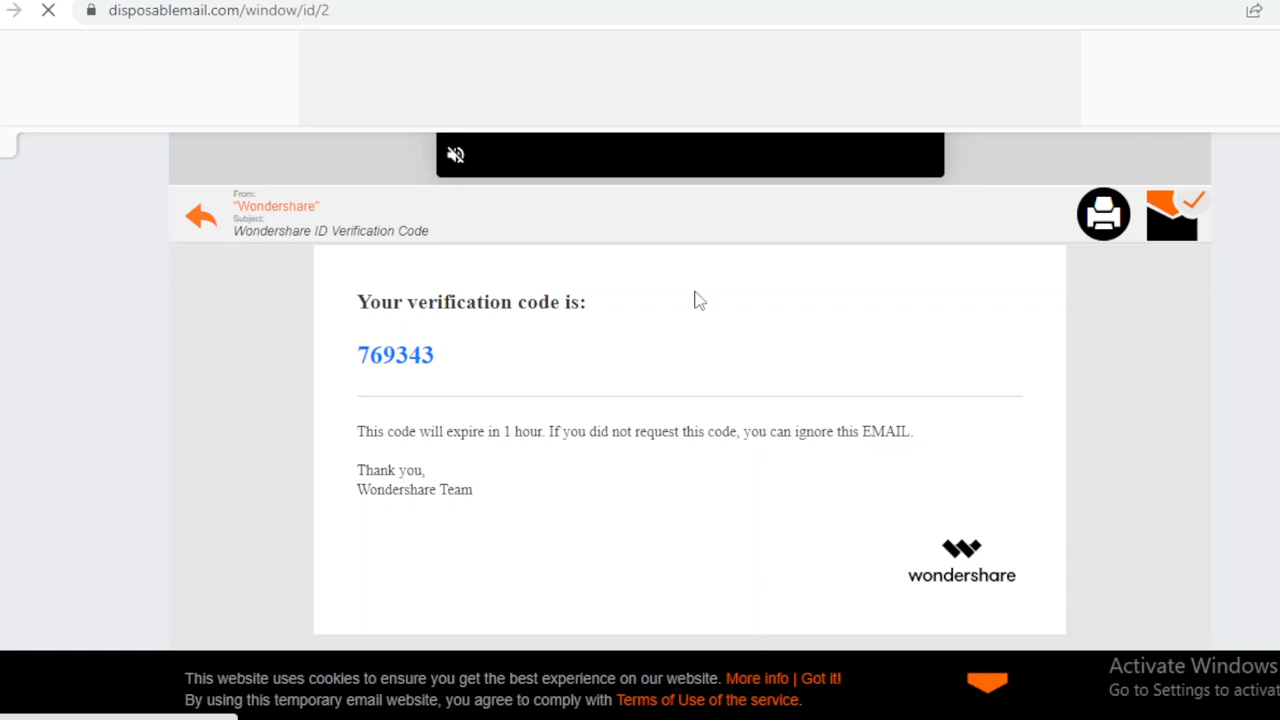 disposablemail.com/window/id/2
From:
"Wondershare"
Subject:
Wondershare ID Verification Code
Your verification code is:
769343
This code will expire in 1 hour. If you did not request this code, you can ignore this EMAIL.
Thank you,
Wondershare Team
wondershare
This website uses cookies to ensure you get the best experience on our website. More info | Got it!
By using this temporary email website, you agree to comply with Terms of Use of the service.
Activate Windows
Go to Settings to activat